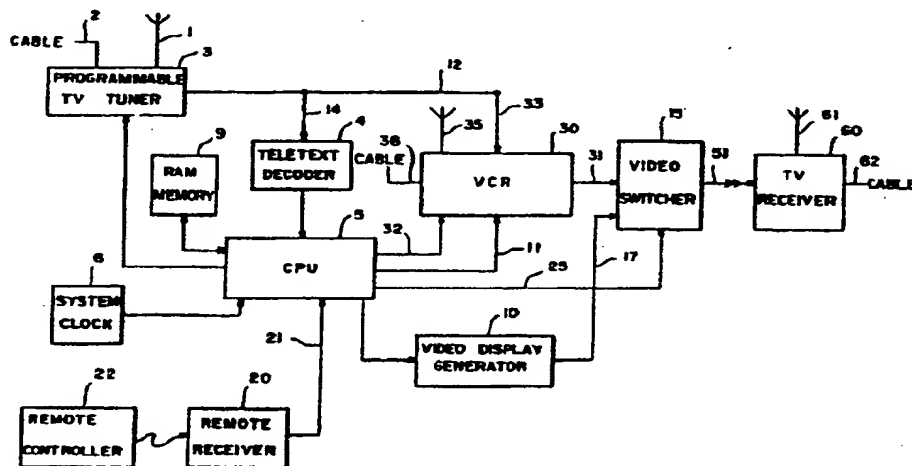 2
1
CABLE
3
PROGRAMMABLE
TV TUNER
12
14
33
9
4
35
30
15
61
60
36
CABLE
RAM
MEMORY
TELETEXT
DECODER
VCR
31
VIDEO
SWITCHER
53
TV
RECEIVER
62
CABLE
5
32
11
17
CPU
6
25
SYSTEM
CLOCK
21
10
VIDEO DISPLAY
GENERATOR
22
20
REMOTE
CONTROLLER
REMOTE
RECEIVER